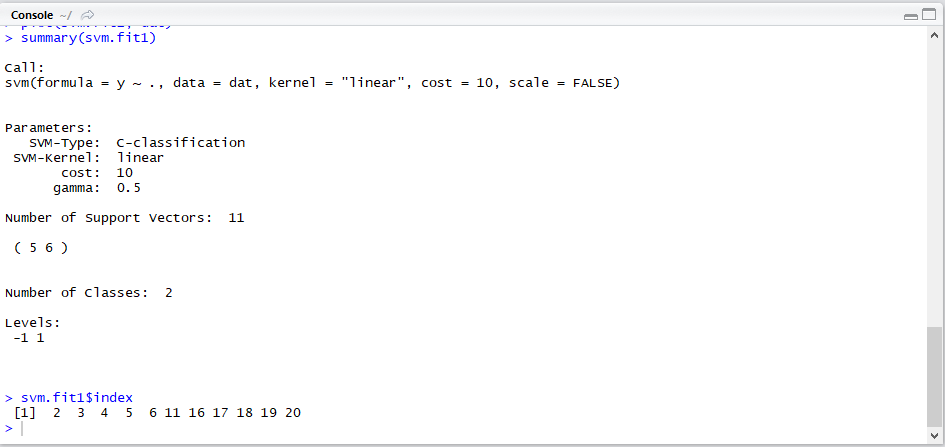 Console ~/
> summary(svm.fit1)
Call:
svm(formula = y ~ ., data = dat, kernel = "linear", cost = 10, scale = FALSE)
Parameters:
SVM-Type: C-classification
SVM-Kernel: linear
cost: 10
gamma: 0.5
Number of Support Vectors: 11
( 5 6 )
Number of Classes: 2
Levels:
-1 1
> svm.fit1$index
[1] 2 3 4 5 6 11 16 17 18 19 20
>